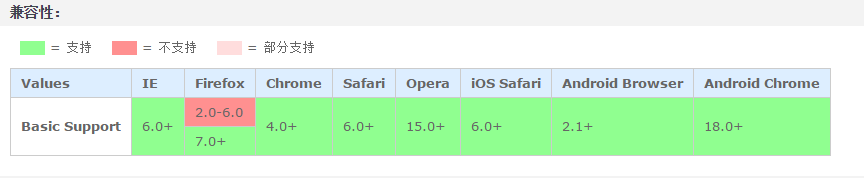 兼容性：
= 支持 = 不支持 = 部分支持
Values IE Firefox Chrome Safari Opera iOS Safari Android Browser Android Chrome
Basic Support 6.0+ 2.0-6.0 4.0+ 6.0+ 15.0+ 6.0+ 2.1+ 18.0+
7.0+